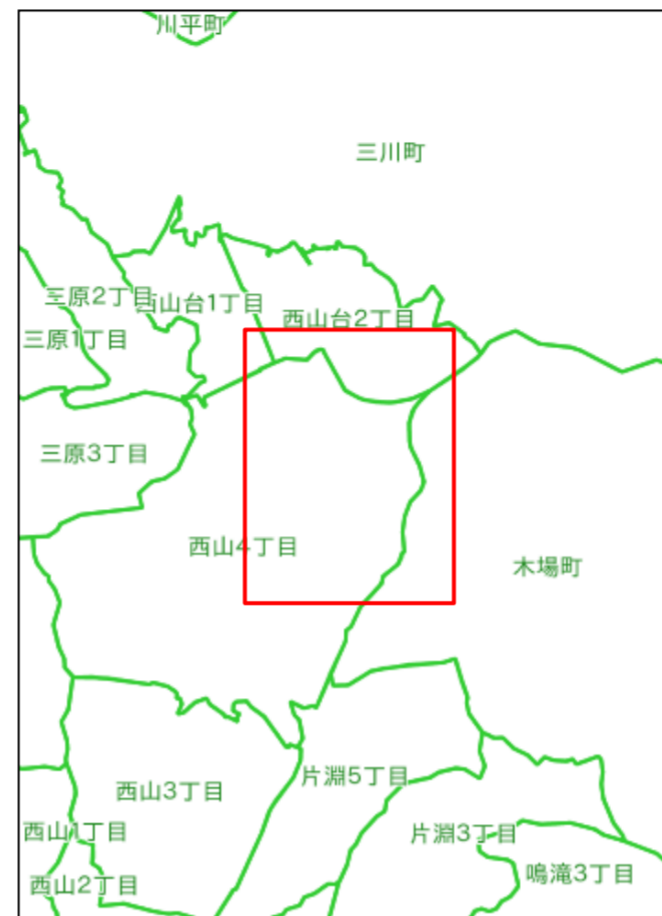 川平町
三川町
三原2丁目
西山台1丁目
西山台2丁目
三原1丁目
三原3丁目
西山4丁目
木場町
片淵5丁目
西山3丁目
西山1丁目
片淵3丁目
鳴滝3丁目
西山2丁目